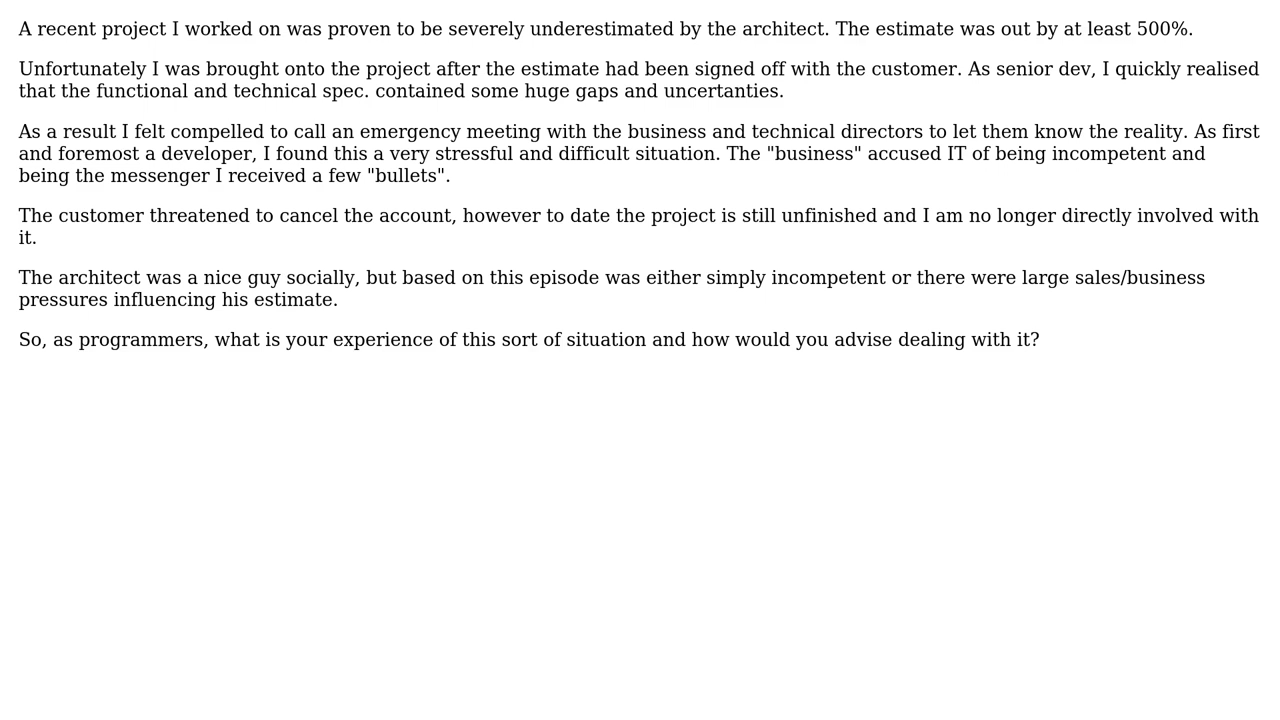 A recent project I worked on was proven to be severely underestimated by the architect. The estimate was out by at least 500%.
Unfortunately I was brought onto the project after the estimate had been signed off with the customer. As senior dev, I quickly realised
that the functional and technical spec. contained some huge gaps and uncertanties.
As a result I felt compelled to call an emergency meeting with the business and technical directors to let them know the reality. As first
and foremost a developer, I found this a very stressful and difficult situation. The "business" accused IT of being incompetent and
being the messenger I received a few "bullets".
The customer threatened to cancel the account, however to date the project is still unfinished and I am no longer directly involved with
it.
The architect was a nice guy socially, but based on this episode was either simply incompetent or there were large sales/business
pressures influencing his estimate.
So, as programmers, what is your experience of this sort of situation and how would you advise dealing with it?